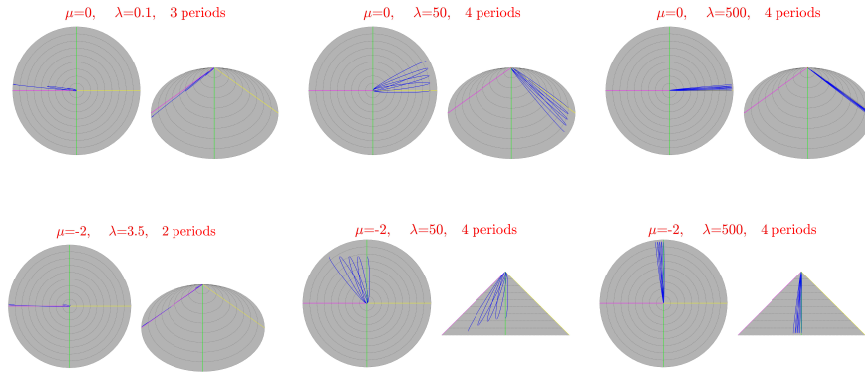 μ=0, λ=0.1, 3 periods
μ=0, λ=50, 4 periods
μ=0, λ=500, 4 periods
μ=-2, λ=3.5, 2 periods
μ=-2, λ=50, 4 periods
μ=-2, λ=500, 4 periods